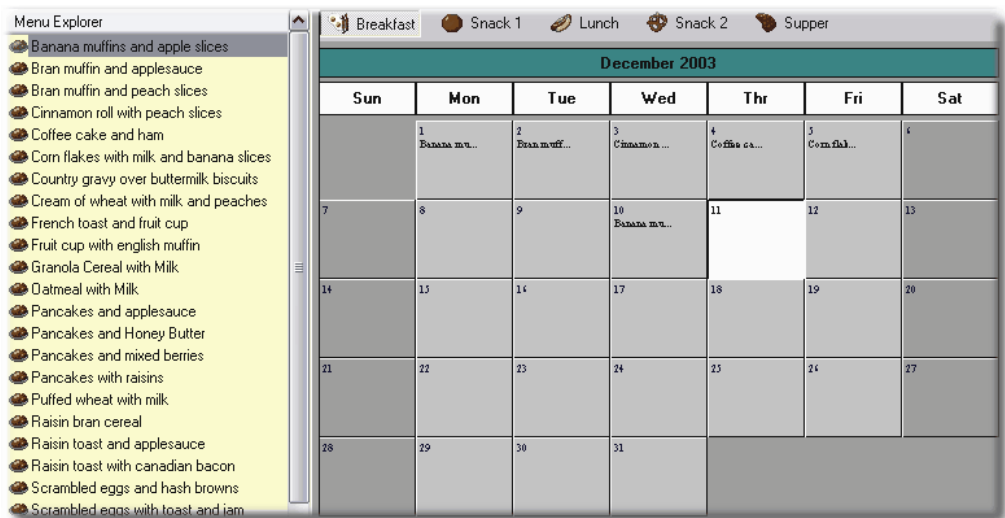 Menu Explorer
Banana muffins and apple slices
Bran muffin and applesauce
Bran muffin and peach slices
Cinnamon roll with peach slices
Coffee cake and ham
Corn flakes with milk and banana slices
Country gravy over buttermilk biscuits
Cream of wheat with milk and peaches
French toast and fruit cup
Fruit cup with english muffin
Granola Cereal with Milk
Oatmeal with Milk
Pancakes and applesauce
Pancakes and Honey Butter
Pancakes and mixed berries
Pancakes with raisins
Puffed wheat with milk
Raisin bran cereal
Raisin toast and applesauce
Raisin toast with canadian bacon
Scrambled eggs and hash browns
Scrambled eggs with toast and jam
Breakfast Snack 1 Lunch Snack 2 Supper
December 2003
Sun Mon Tue Wed Thr Fri Sat
1 2 3 4 5 6
Banana mu... Bran muff... Cinnamon ... Coffee ca... Corn flak...
7 8 9 10 11 12 13
Banana mu...
14 15 16 17 18 19 20
21 22 23 24 25 26 27
28 29 30 31